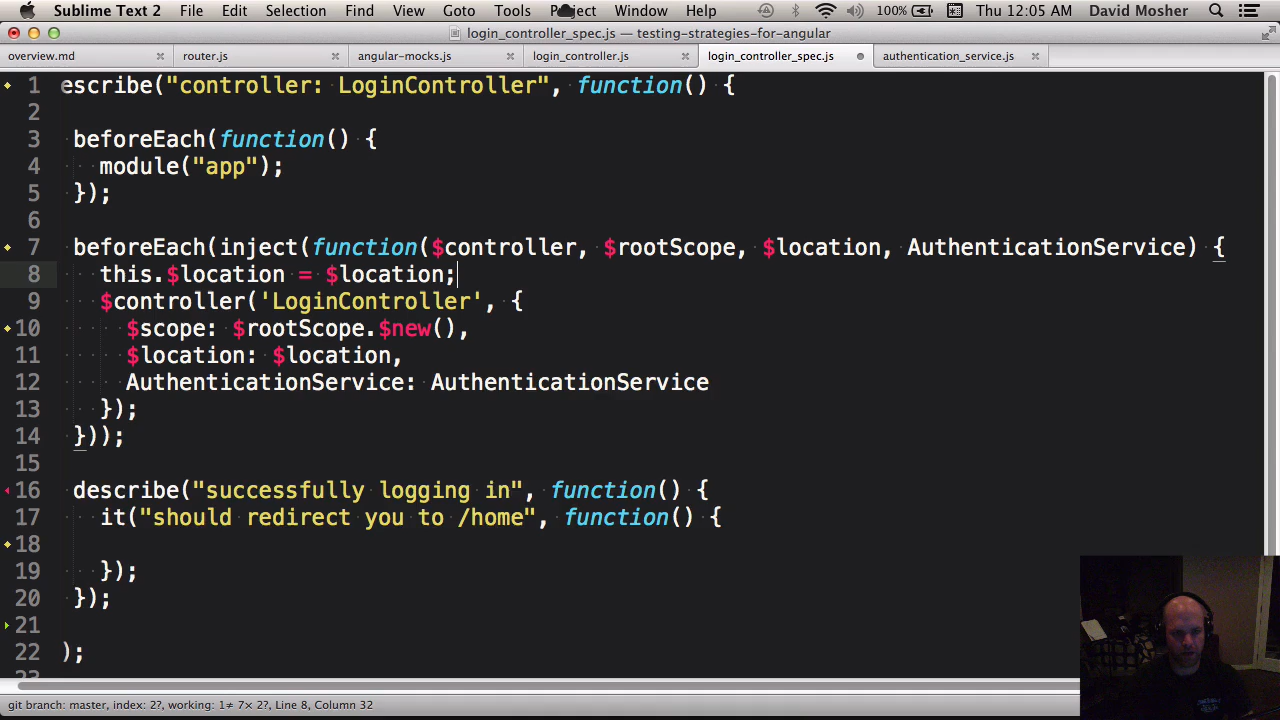 Sublime Text 2 File Edit Selection Find View Goto Tools Project Window Help 100% Thu 12:05 AM David Mosher
login_controller_spec.js — testing-strategies-for-angular
overview.md router.js angular-mocks.js login_controller.js login_controller_spec.js authentication_service.js
1 escribe("controller: LoginController", function() {
2
3 beforeEach(function() {
4 module("app");
5 });
6
7 beforeEach(inject(function($controller, $rootScope, $location, AuthenticationService) {
8 this.$location = $location;
9 $controller('LoginController', {
10 $scope: $rootScope.$new(),
11 $location: $location,
12 AuthenticationService: AuthenticationService
13 });
14 }));
15
16 describe("successfully logging in", function() {
17 it("should redirect you to /home", function() {
18
19 });
20 });
21
22 );
23
git branch: master, index: 2?, working: 1≠ 7× 2?, Line 8, Column 32